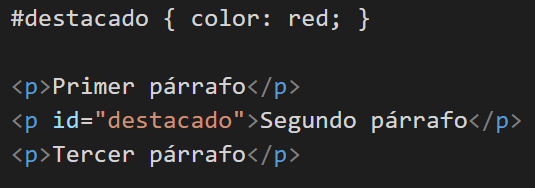 #destacado { color: red; }
<p>Primer párrafo</p>
<p id="destacado">Segundo párrafo</p>
<p>Tercer párrafo</p>